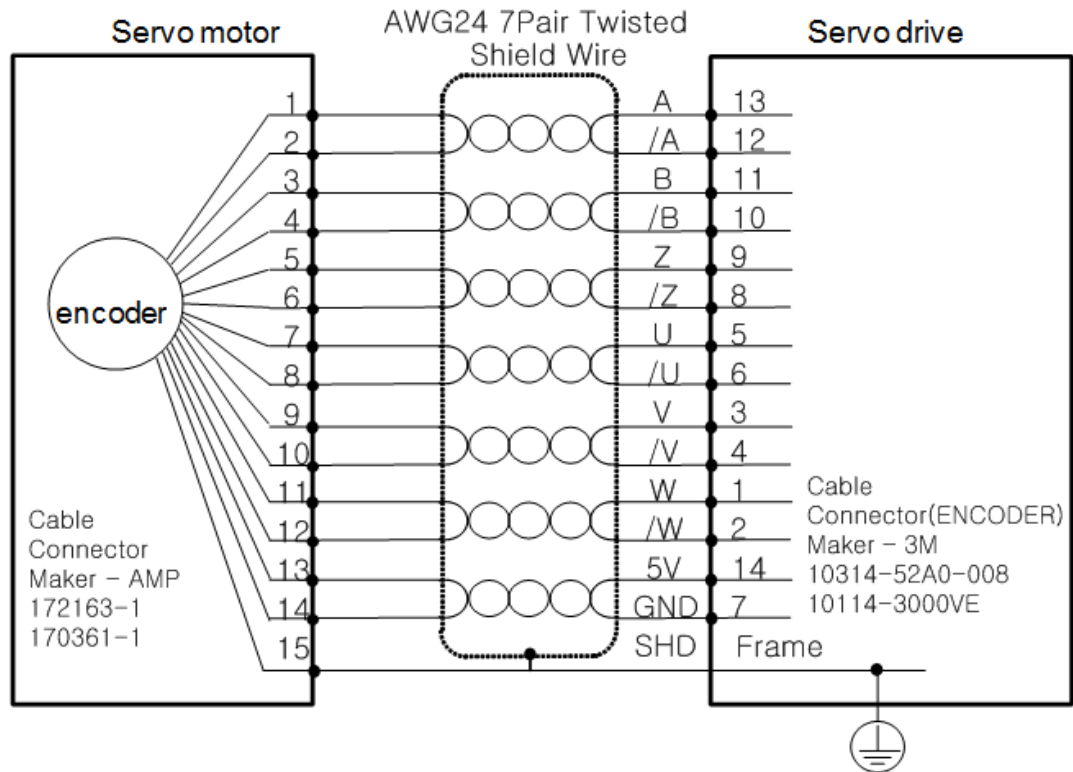 Servo motor
AWG24 7Pair Twisted
Shield Wire
Servo drive
1 A 13
2 /A 12
3 B 11
4 /B 10
5 Z 9
6 /Z 8
7 U 5
8 /U 6
9 V 3
10 /V 4
11 W 1
12 /W 2
13 5V 14
14 GND 7
15 SHD Frame
encoder
Cable
Connector
Maker - AMP
172163-1
170361-1
Cable
Connector(ENCODER)
Maker - 3M
10314-52A0-008
10114-3000VE